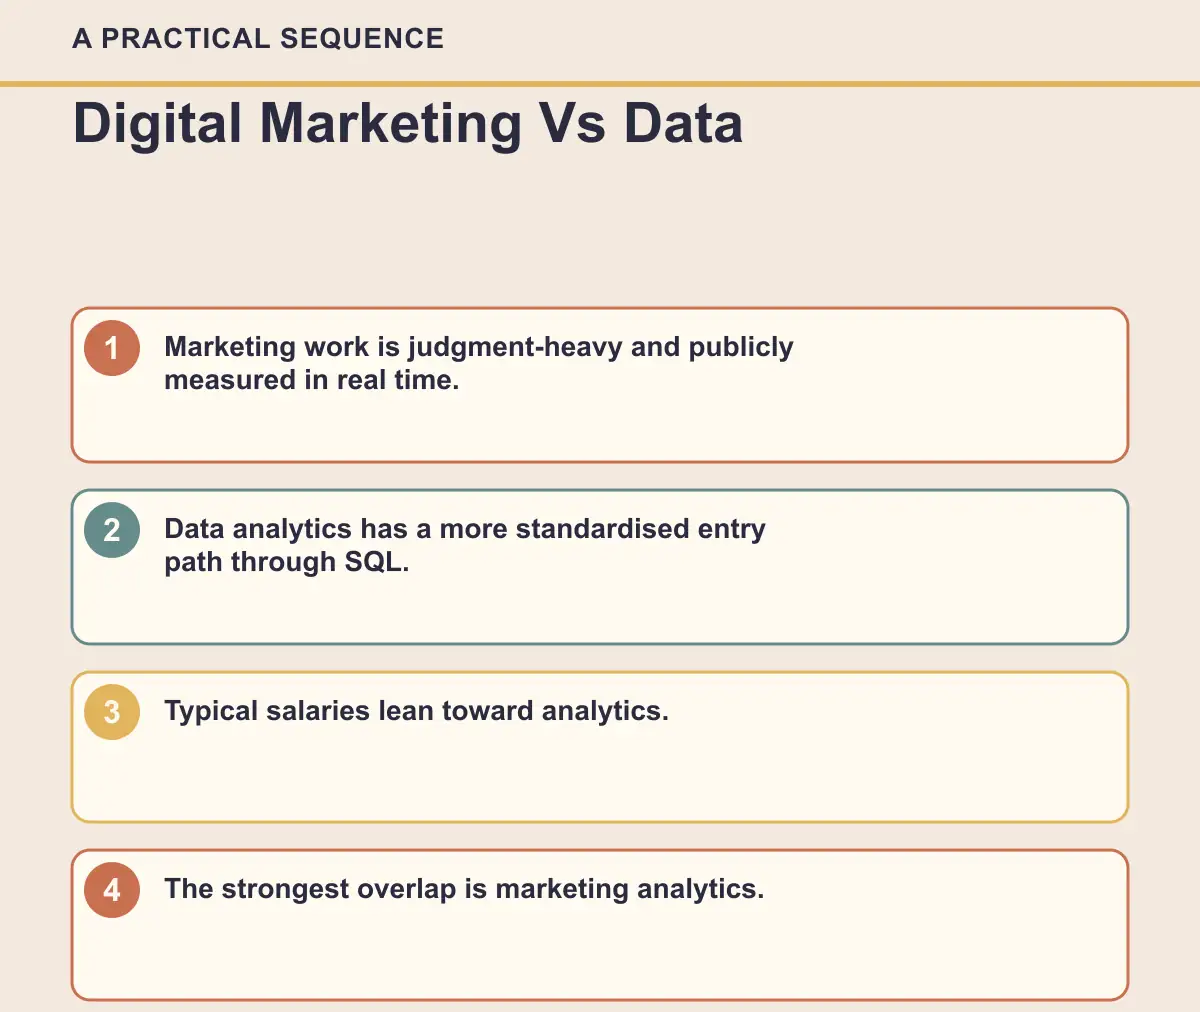 A PRACTICAL SEQUENCE
Digital Marketing Vs Data
1
Marketing work is judgment-heavy and publicly
measured in real time.
2
Data analytics has a more standardised entry
path through SQL.
3
Typical salaries lean toward analytics.
4
The strongest overlap is marketing analytics.